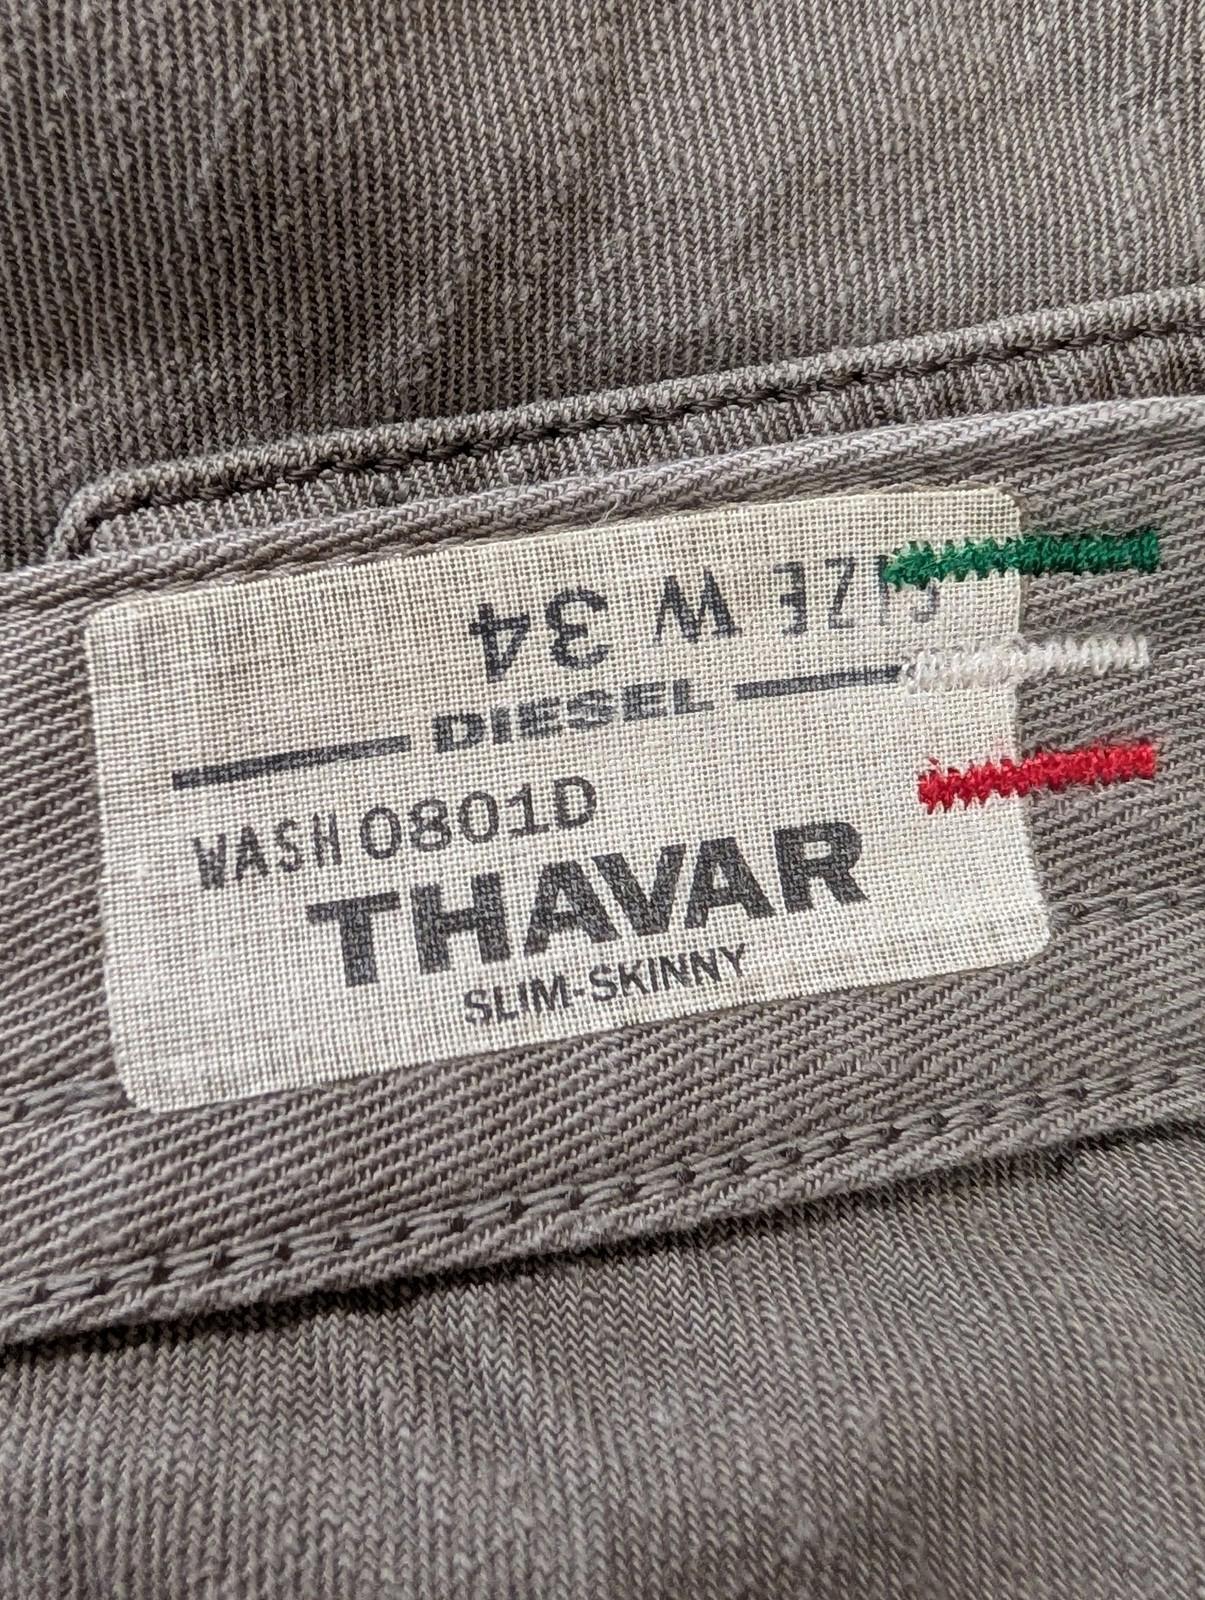 SIZE W 34
DIESEL
WASH 0801D
THAVAR
SLIM-SKINNY